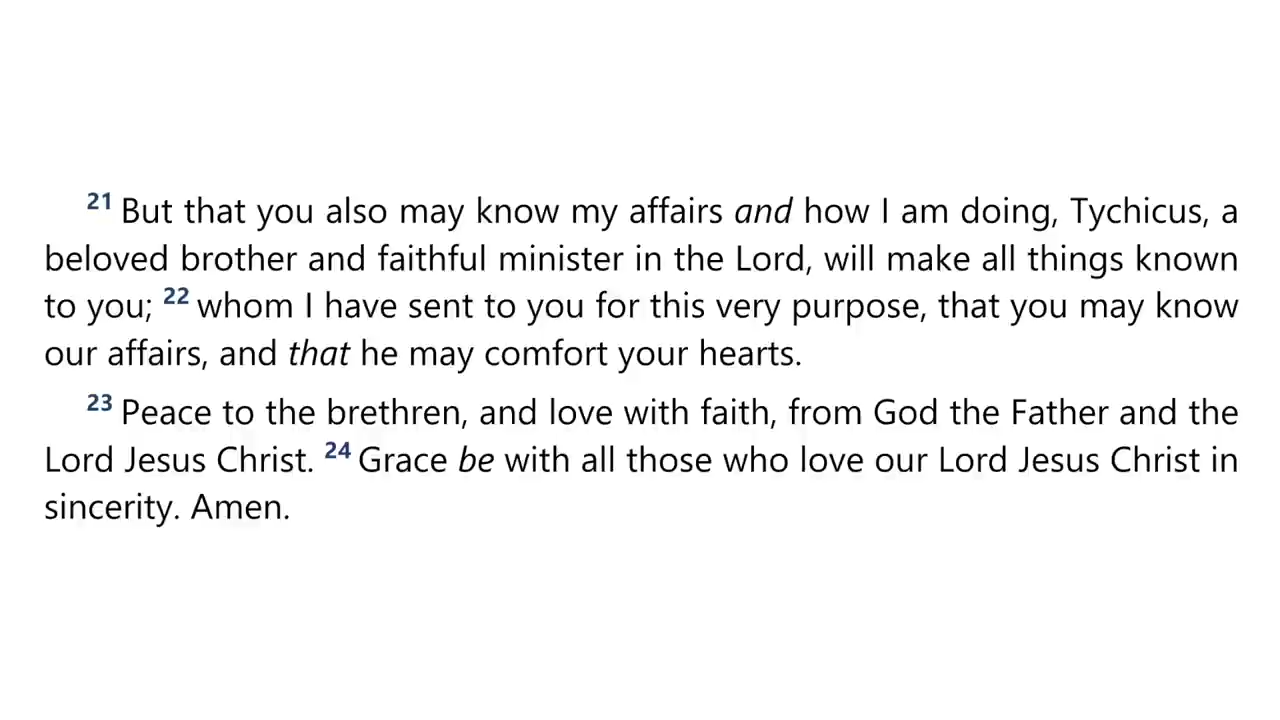 21 But that you also may know my affairs and how I am doing, Tychicus, a
beloved brother and faithful minister in the Lord, will make all things known
to you; 22 whom I have sent to you for this very purpose, that you may know
our affairs, and that he may comfort your hearts.
23 Peace to the brethren, and love with faith, from God the Father and the
Lord Jesus Christ. 24 Grace be with all those who love our Lord Jesus Christ in
sincerity. Amen.